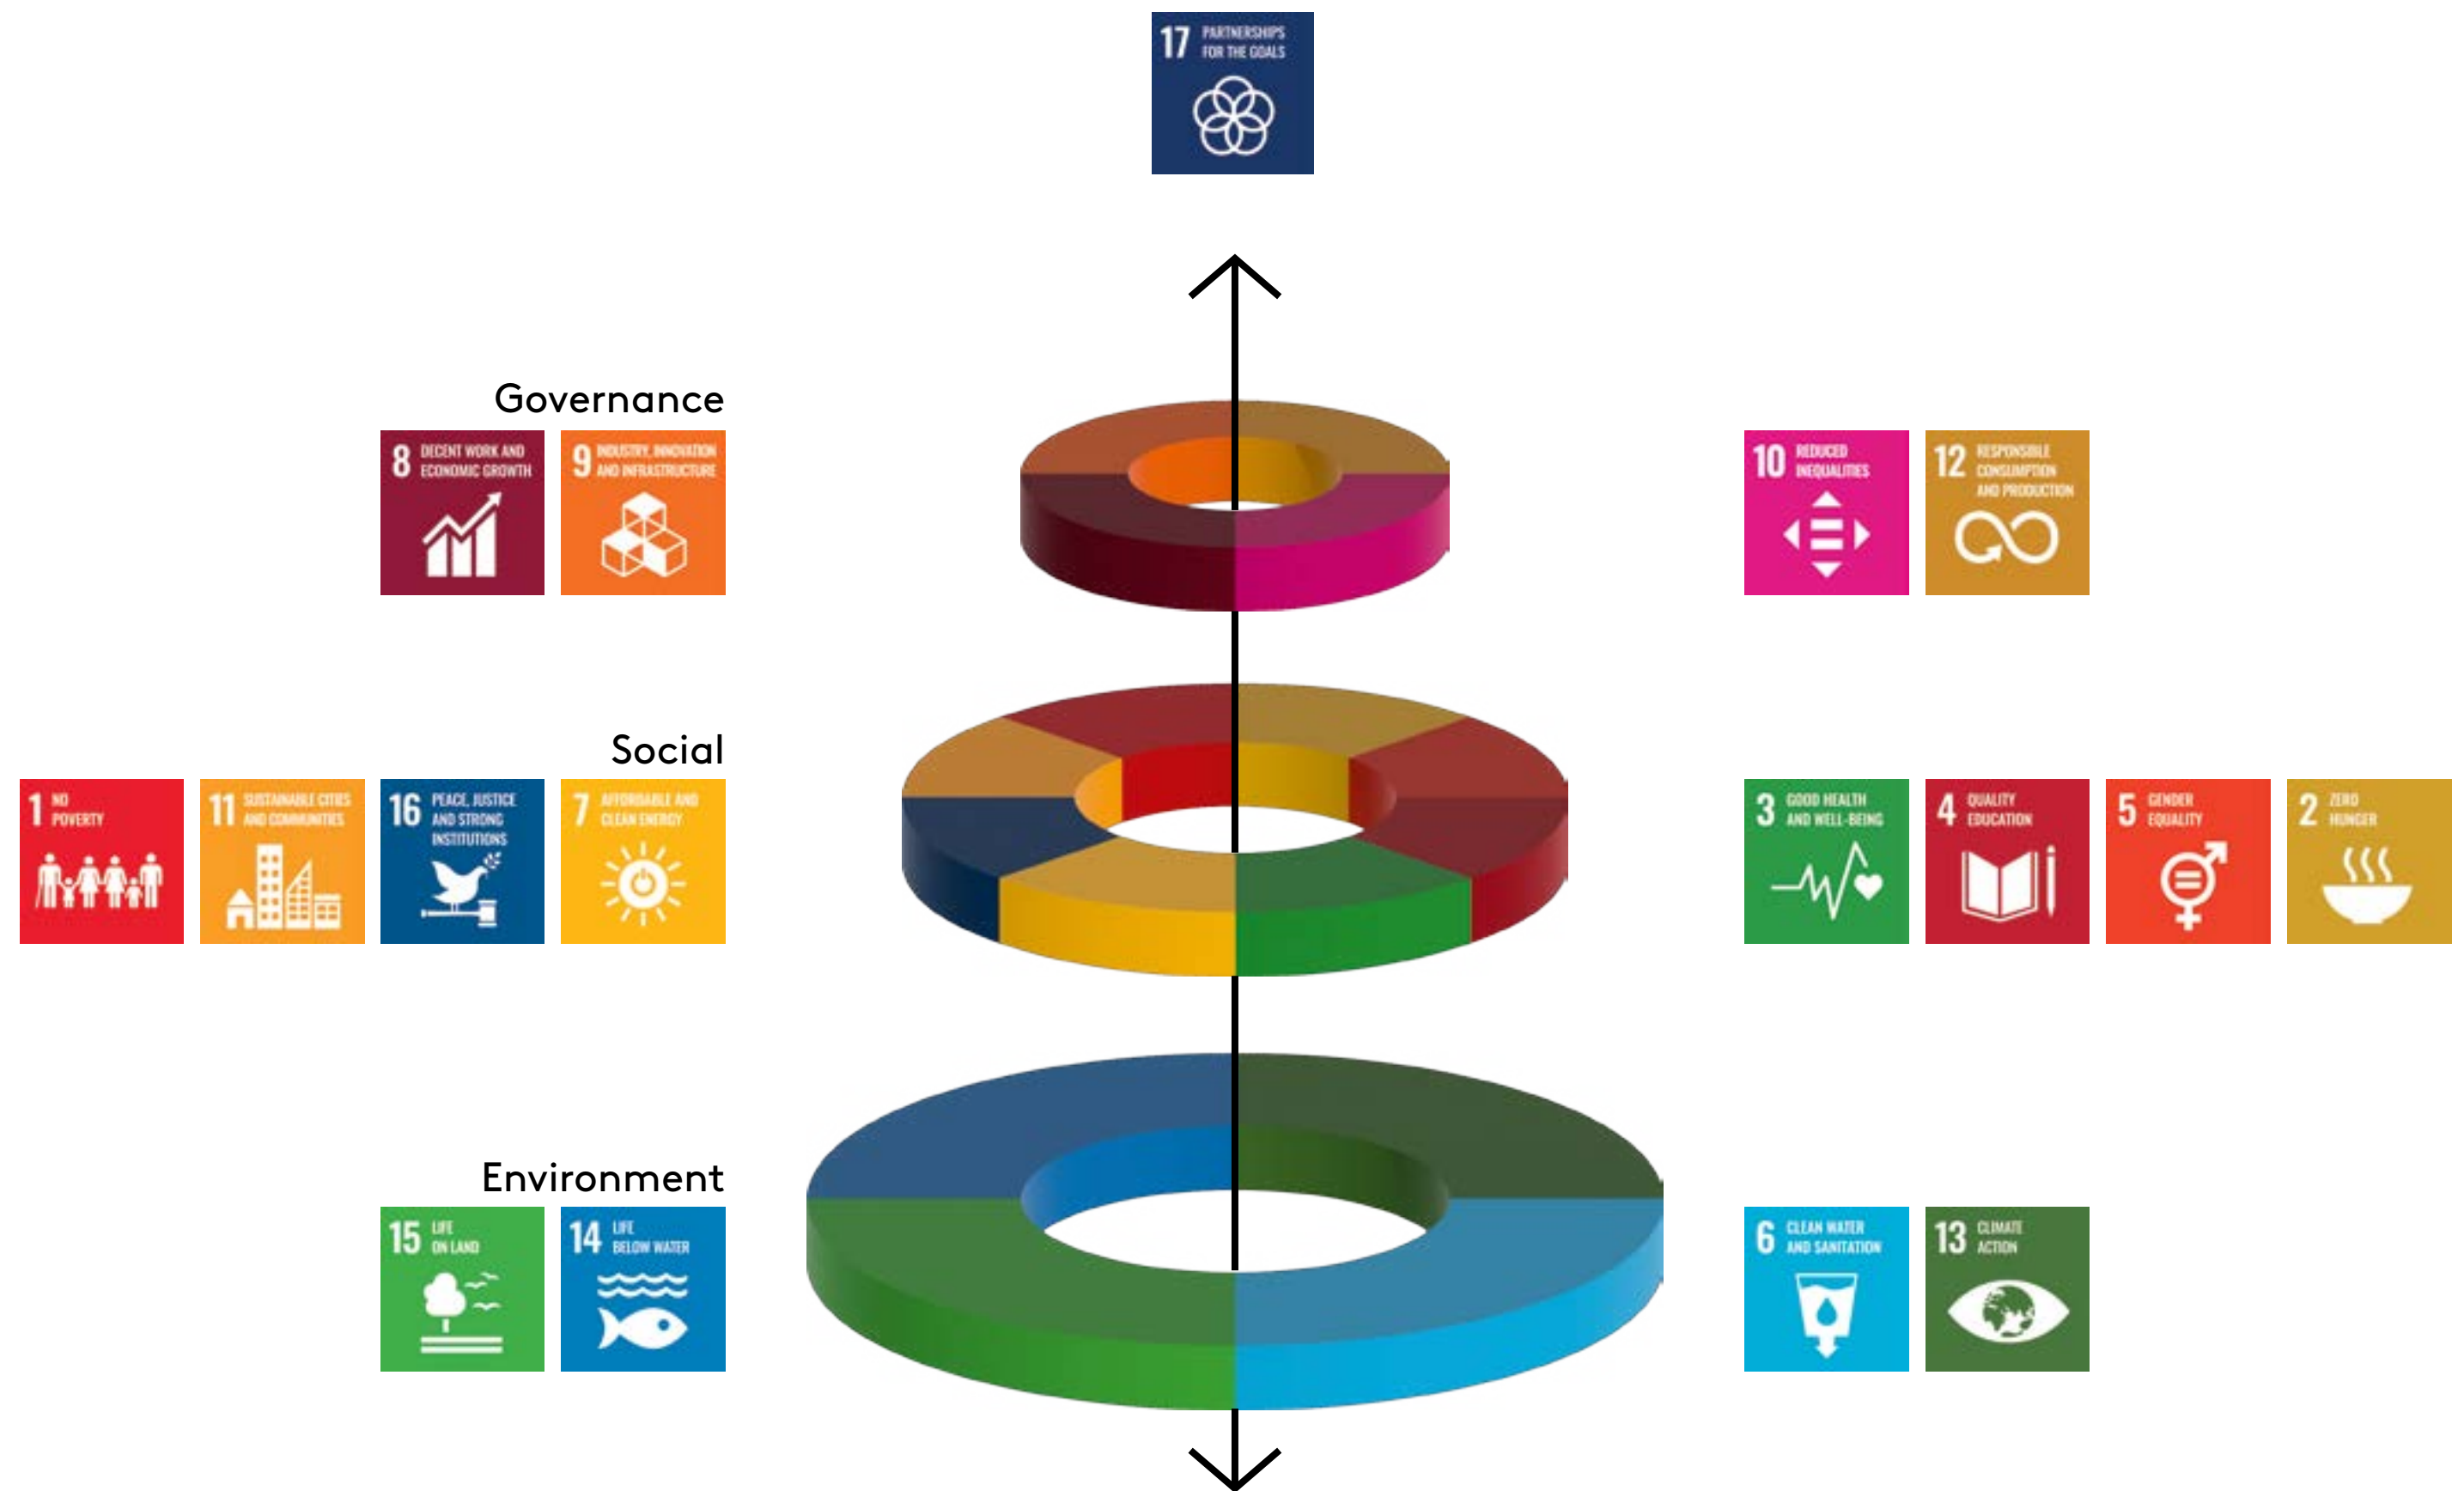 17 PARTNERSHIPS
FOR THE GOALS
Governance
8 DECENT WORK AND
ECONOMIC GROWTH
9 INDUSTRY, INNOVATION
AND INFRASTRUCTURE
10 REDUCED
INEQUALITIES
12 RESPONSIBLE
CONSUMPTION
AND PRODUCTION
Social
1 NO
POVERTY
11 SUSTAINABLE CITIES
AND COMMUNITIES
16 PEACE, JUSTICE
AND STRONG
INSTITUTIONS
7 AFFORDABLE AND
CLEAN ENERGY
3 GOOD HEALTH
AND WELL-BEING
4 QUALITY
EDUCATION
5 GENDER
EQUALITY
2 ZERO
HUNGER
Environment
15 LIFE
ON LAND
14 LIFE
BELOW WATER
6 CLEAN WATER
AND SANITATION
13 CLIMATE
ACTION